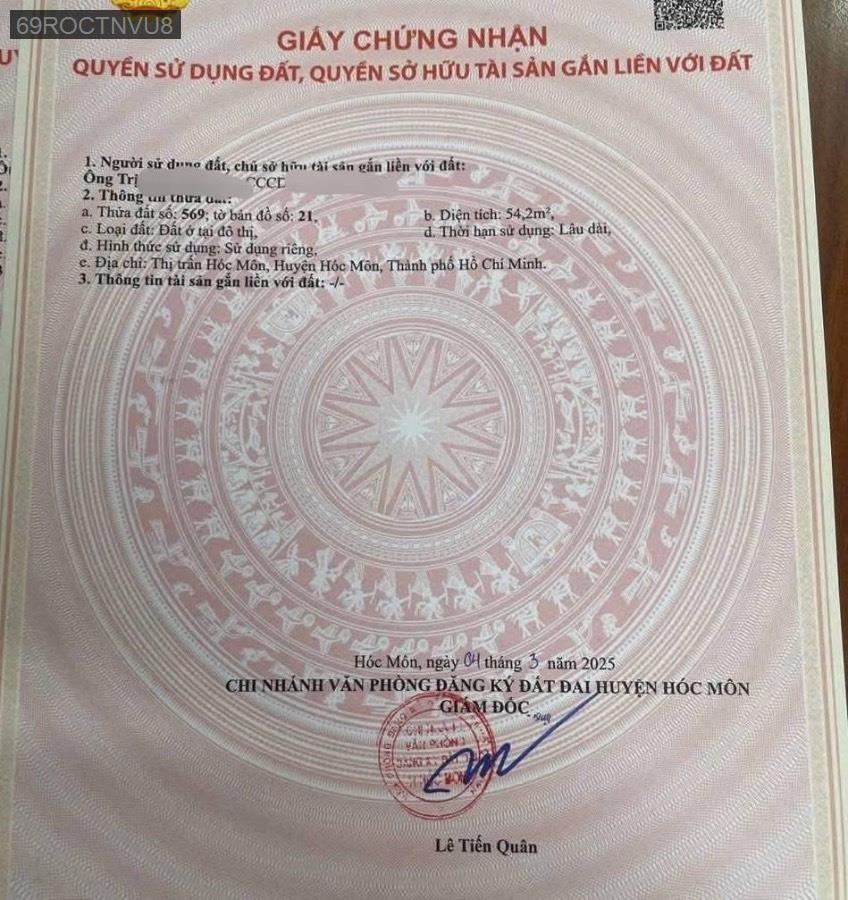 69ROCTNVU8
GIẤY CHỨNG NHẬN
QUYỀN SỬ DỤNG ĐẤT, QUYỀN SỞ HỮU TÀI SẢN GẮN LIỀN VỚI ĐẤT
1. Người sử dụng đất, chủ sở hữu tài sản gắn liền với đất:
Ông
2. Thông tin thửa đất:
a. Thửa đất số: 569; tờ bản đồ số: 21, b. Diện tích: 54,2m²,
c. Loại đất: Đất ở tại đô thị, d. Thời hạn sử dụng: Lâu dài,
đ. Hình thức sử dụng: Sử dụng riêng,
e. Địa chỉ: Thị trấn Hóc Môn, Huyện Hóc Môn, Thành phố Hồ Chí Minh.
3. Thông tin tài sản gắn liền với đất: -/-
Hóc Môn, ngày 04 tháng 3 năm 2025
CHI NHÁNH VĂN PHÒNG ĐĂNG KÝ ĐẤT ĐAI HUYỆN HÓC MÔN
GIÁM ĐỐC
Lê Tiến Quân